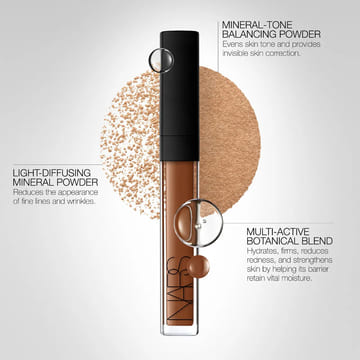 MINERAL-TONE
BALANCING POWDER
Evens skin tone and provides
invisible skin correction.
LIGHT-DIFFUSING
MINERAL POWDER
Reduces the appearance
of fine lines and wrinkles.
MULTI-ACTIVE
BOTANICAL BLEND
Hydrates, firms, reduces
redness, and strengthens
skin by helping its barrier
retain vital moisture.
NARS